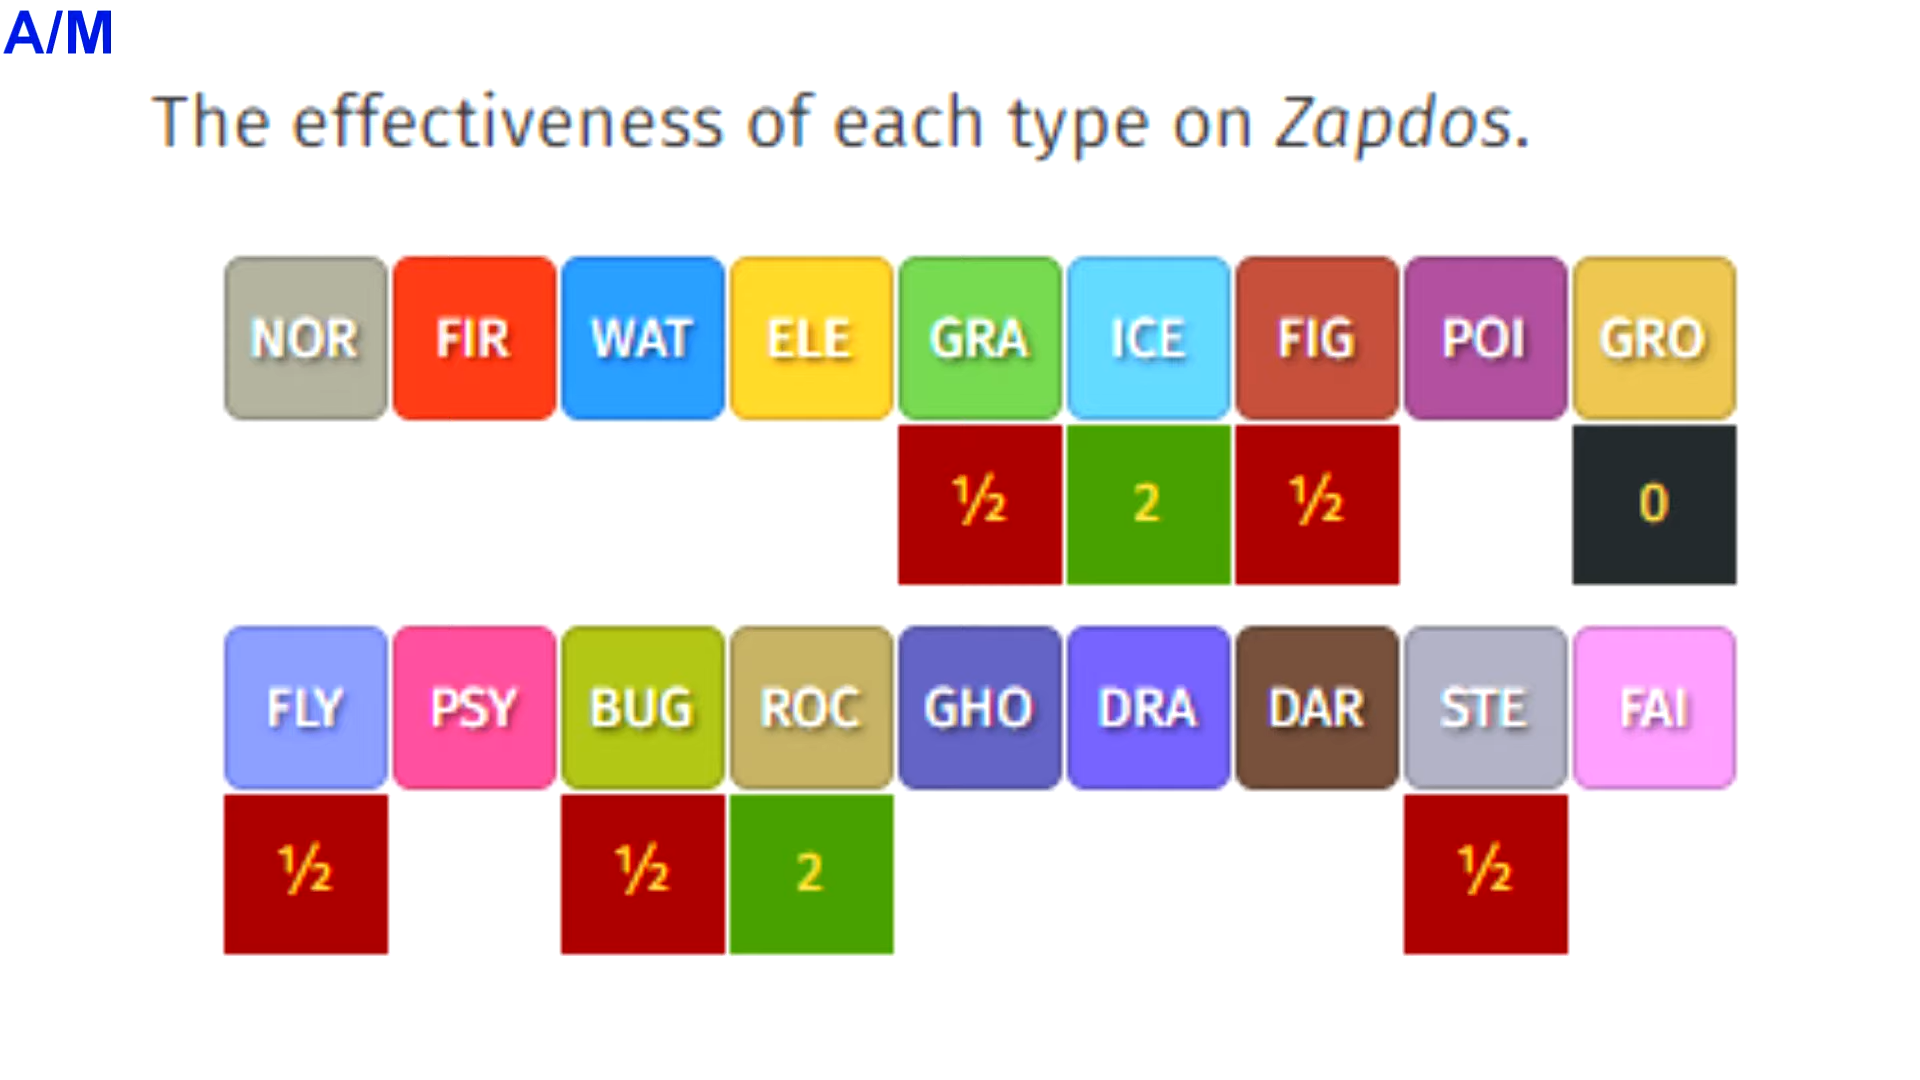 A/M
The effectiveness of each type on Zapdos.
NOR FIR WAT ELE GRA ICE FIG POI GRO
½ 2 ½ 0
FLY PSY BUG ROC GHO DRA DAR STE FAI
½ ½ 2 ½